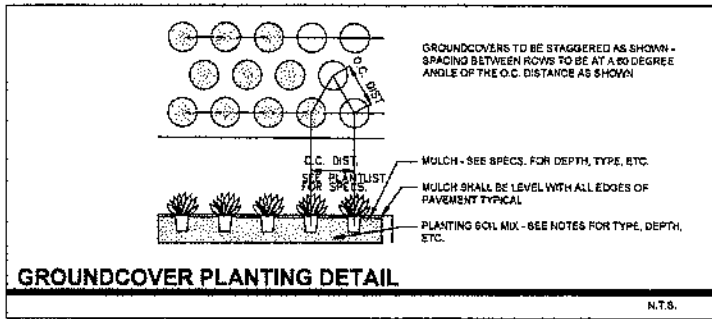 GROUNDCOVERS TO BE STAGGERED AS SHOWN -
SPACING BETWEEN ROWS TO BE AT A 60 DEGREE
ANGLE OF THE O.C. DISTANCE AS SHOWN
O.C. DIST
O.C. DIST.
SEE PLANTLIST
FOR SPECS.
MULCH - SEE SPECS. FOR DEPTH, TYPE, ETC.
MULCH SHALL BE LEVEL WITH ALL EDGES OF
PAVEMENT TYPICAL
PLANTING SOIL MIX - SEE NOTES FOR TYPE, DEPTH,
ETC.
GROUNDCOVER PLANTING DETAIL
N.T.S.